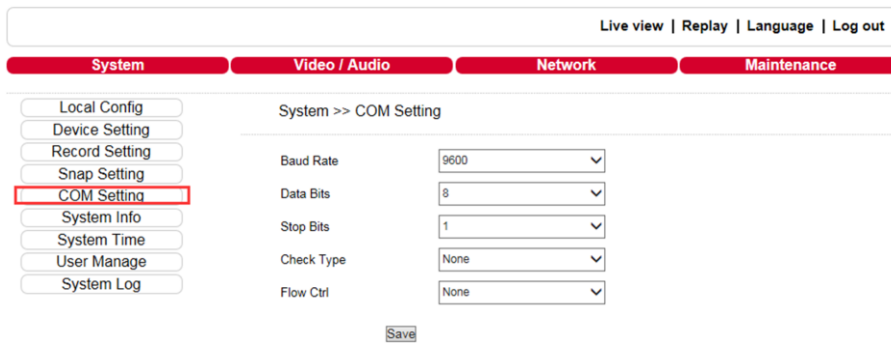 Live view | Replay | Language | Log out
System Video / Audio Network Maintenance
Local Config
Device Setting
Record Setting
Snap Setting
COM Setting
System Info
System Time
User Manage
System Log
System >> COM Setting
Baud Rate 9600
Data Bits 8
Stop Bits 1
Check Type None
Flow Ctrl None
Save